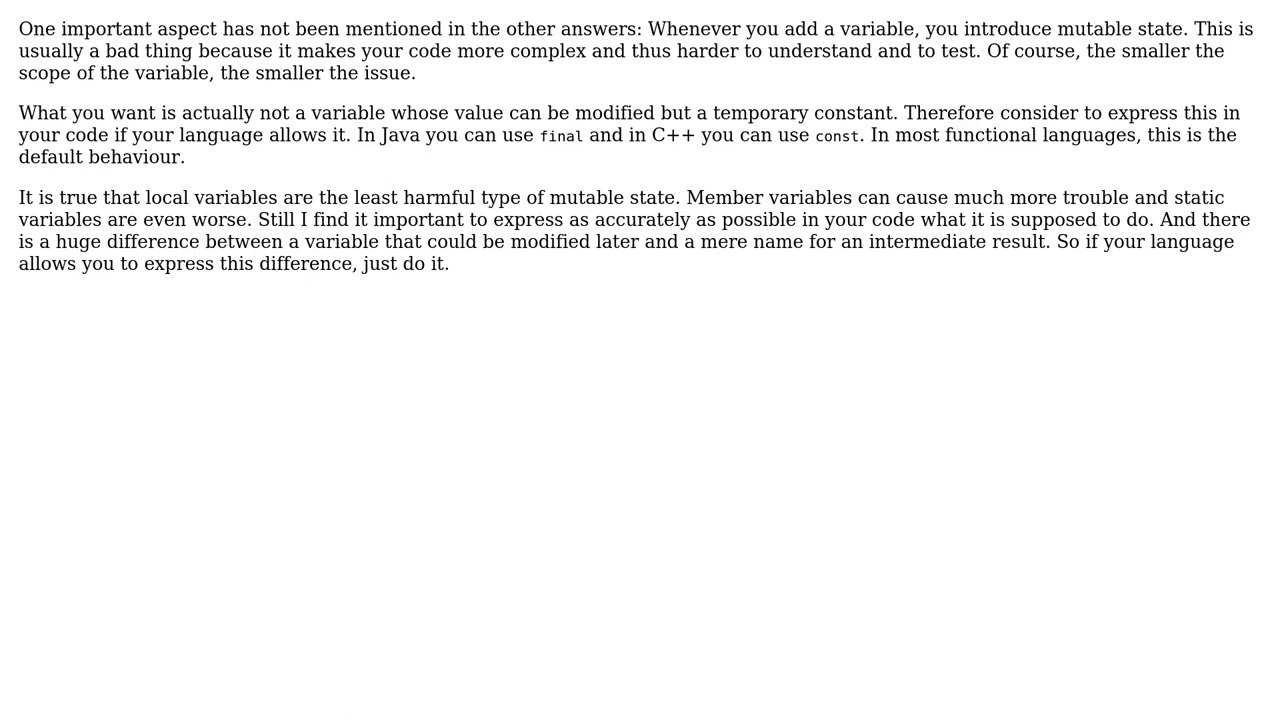 One important aspect has not been mentioned in the other answers: Whenever you add a variable, you introduce mutable state. This is
usually a bad thing because it makes your code more complex and thus harder to understand and to test. Of course, the smaller the
scope of the variable, the smaller the issue.
What you want is actually not a variable whose value can be modified but a temporary constant. Therefore consider to express this in
your code if your language allows it. In Java you can use final and in C++ you can use const. In most functional languages, this is the
default behaviour.
It is true that local variables are the least harmful type of mutable state. Member variables can cause much more trouble and static
variables are even worse. Still I find it important to express as accurately as possible in your code what it is supposed to do. And there
is a huge difference between a variable that could be modified later and a mere name for an intermediate result. So if your language
allows you to express this difference, just do it.